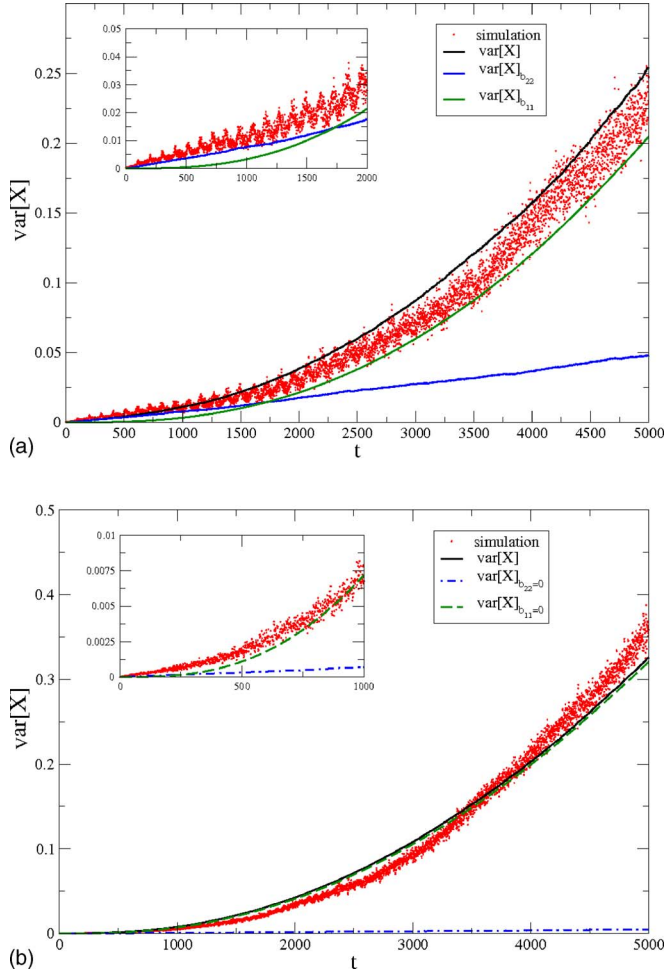 simulation
var[X]
var[X]b22
var[X]b11
0.05
0.04
0.03
0.02
0.01
0
0 500 1000 1500 2000
0.25
0.2
0.15
0.1
0.05
0
var[X]
0 500 1000 1500 2000 2500 3000 3500 4000 4500 5000
(a)
t
simulation
var[X]
var[X]b22=0
var[X]b11=0
0.01
0.0075
0.005
0.0025
0
0 500 1000
0.5
0.4
0.3
0.2
0.1
0
var[X]
0 1000 2000 3000 4000 5000
(b)
t